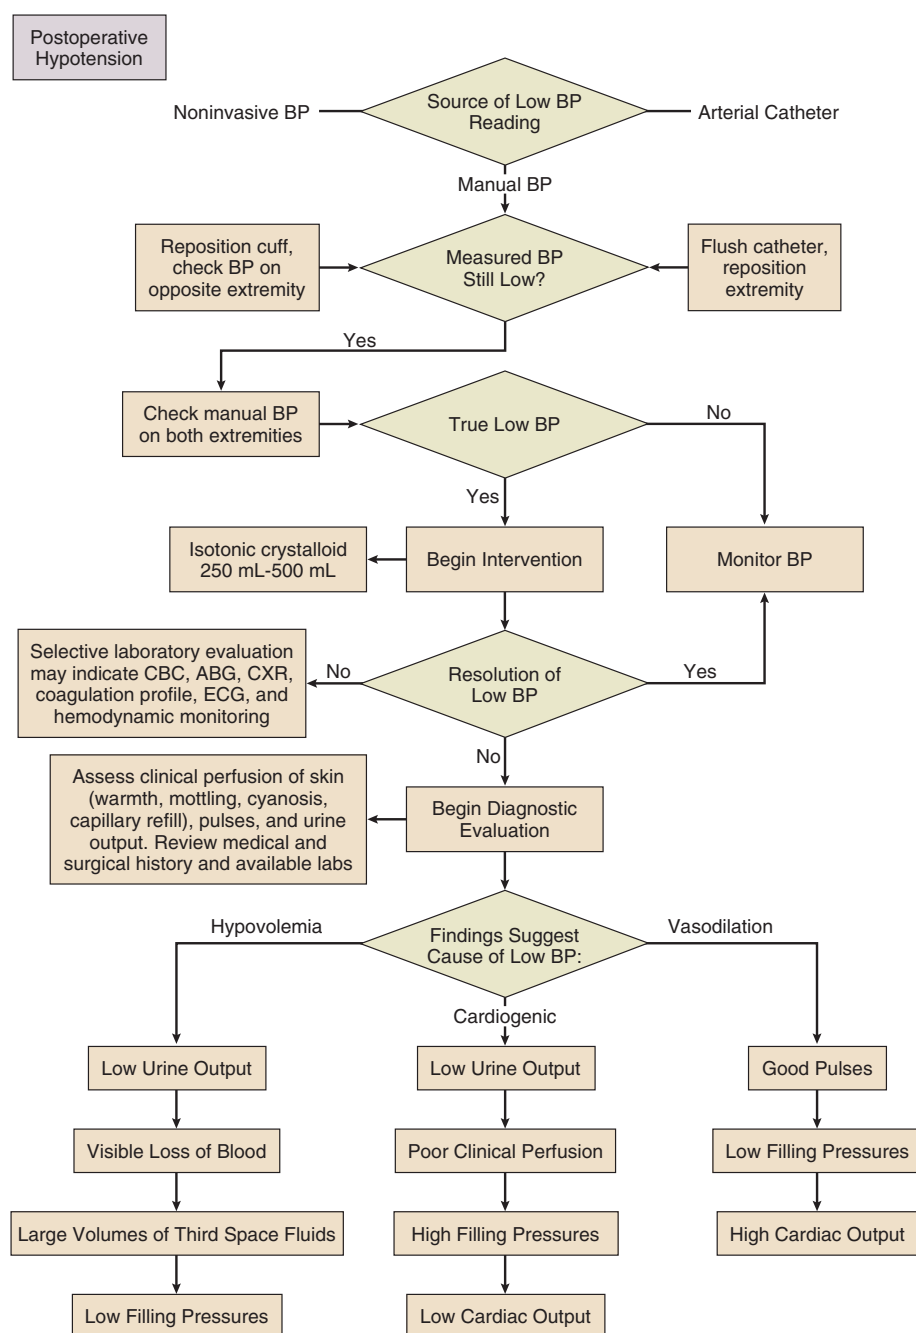 Postoperative
Hypotension
Source of Low BP
Reading
Noninvasive BP
Arterial Catheter
Manual BP
Reposition cuff,
check BP on
opposite extremity
Measured BP
Still Low?
Flush catheter,
reposition
extremity
Yes
Check manual BP
on both extremities
True Low BP
No
Yes
Isotonic crystalloid
250 mL-500 mL
Begin Intervention
Monitor BP
Selective laboratory evaluation
may indicate CBC, ABG, CXR,
coagulation profile, ECG, and
hemodynamic monitoring
No
Resolution of
Low BP
Yes
No
Assess clinical perfusion of skin
(warmth, mottling, cyanosis,
capillary refill), pulses, and urine
output. Review medical and
surgical history and available labs
Begin Diagnostic
Evaluation
Hypovolemia
Findings Suggest
Cause of Low BP:
Vasodilation
Cardiogenic
Low Urine Output
Low Urine Output
Good Pulses
Visible Loss of Blood
Poor Clinical Perfusion
Low Filling Pressures
Large Volumes of Third Space Fluids
High Filling Pressures
High Cardiac Output
Low Filling Pressures
Low Cardiac Output